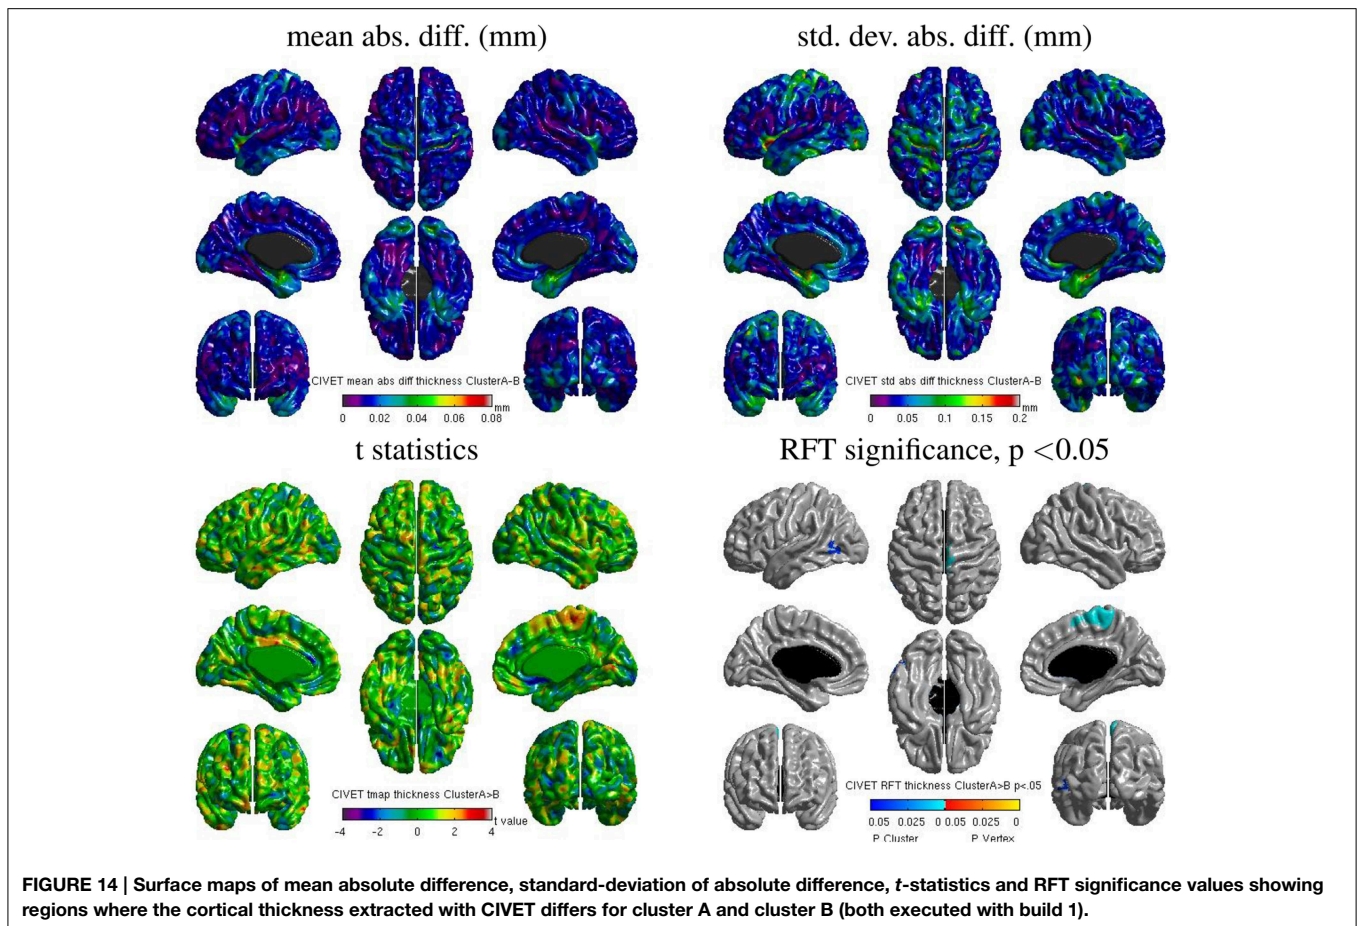 mean abs. diff. (mm)
std. dev. abs. diff. (mm)
CIVET mean abs diff thickness ClusterA-B
0 0.02 0.04 0.06 0.08 mm
CIVET std abs diff thickness ClusterA-B
0 0.05 0.1 0.15 0.2 mm
t statistics
RFT significance, p <0.05
CIVET tmap thickness ClusterA>B
-4 -2 0 2 4 t value
CIVET RFT thickness ClusterA>B p<.05
0.05 0.025 0 0.05 0.025 0
P Cluster P Vertex
FIGURE 14 | Surface maps of mean absolute difference, standard-deviation of absolute difference, t-statistics and RFT significance values showing
regions where the cortical thickness extracted with CIVET differs for cluster A and cluster B (both executed with build 1).